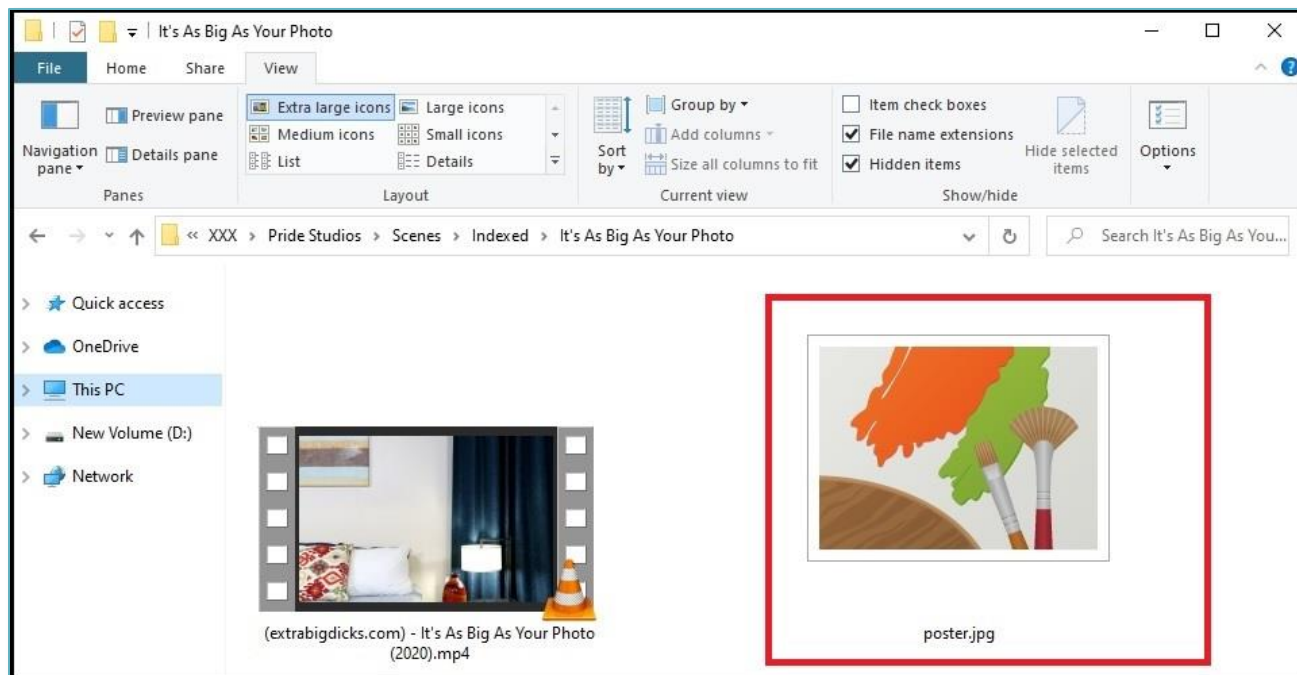 It's As Big As Your Photo
File Home Share View
Preview pane
Details pane
Navigation pane
Panes
Extra large icons Large icons
Medium icons Small icons
List Details
Layout
Sort by
Group by
Add columns
Size all columns to fit
Current view
Item check boxes
File name extensions
Hidden items
Hide selected items
Show/hide
Options
« XXX > Pride Studios > Scenes > Indexed > It's As Big As Your Photo
Search It's As Big As You...
Quick access
OneDrive
This PC
New Volume (D:)
Network
(extrabigdicks.com) - It's As Big As Your Photo
(2020).mp4
poster.jpg